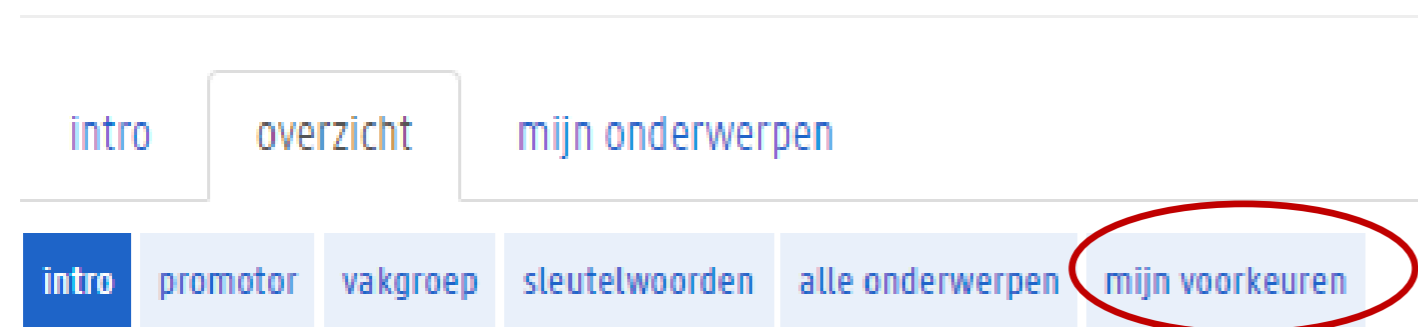 intro overzicht mijn onderwerpen
intro promotor vakgroep sleutelwoorden alle onderwerpen mijn voorkeuren